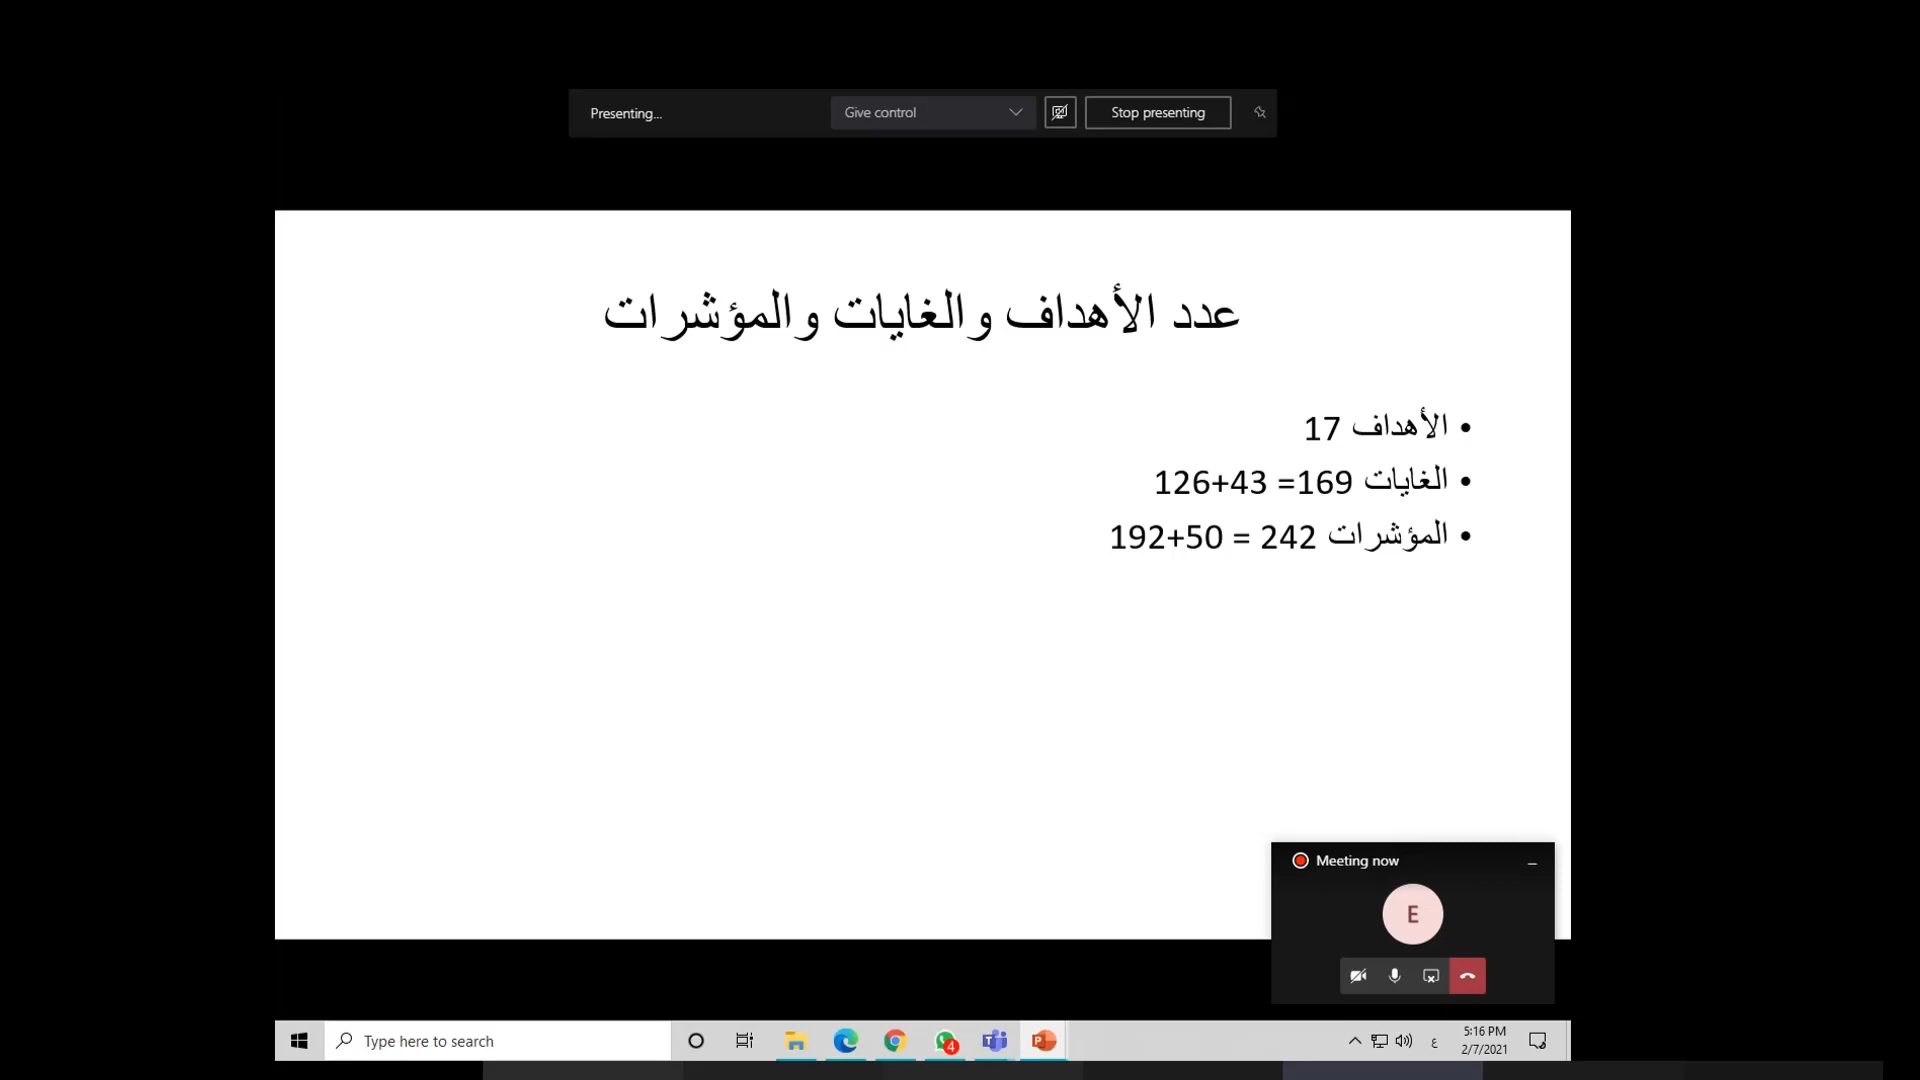 Presenting...
Give control
Stop presenting
عدد الأهداف والغايات والمؤشرات
• الأهداف 17
• الغايات 169= 43+126
• المؤشرات 242 = 50+192
Meeting now
E
Type here to search
4
ع
5:16 PM
2/7/2021